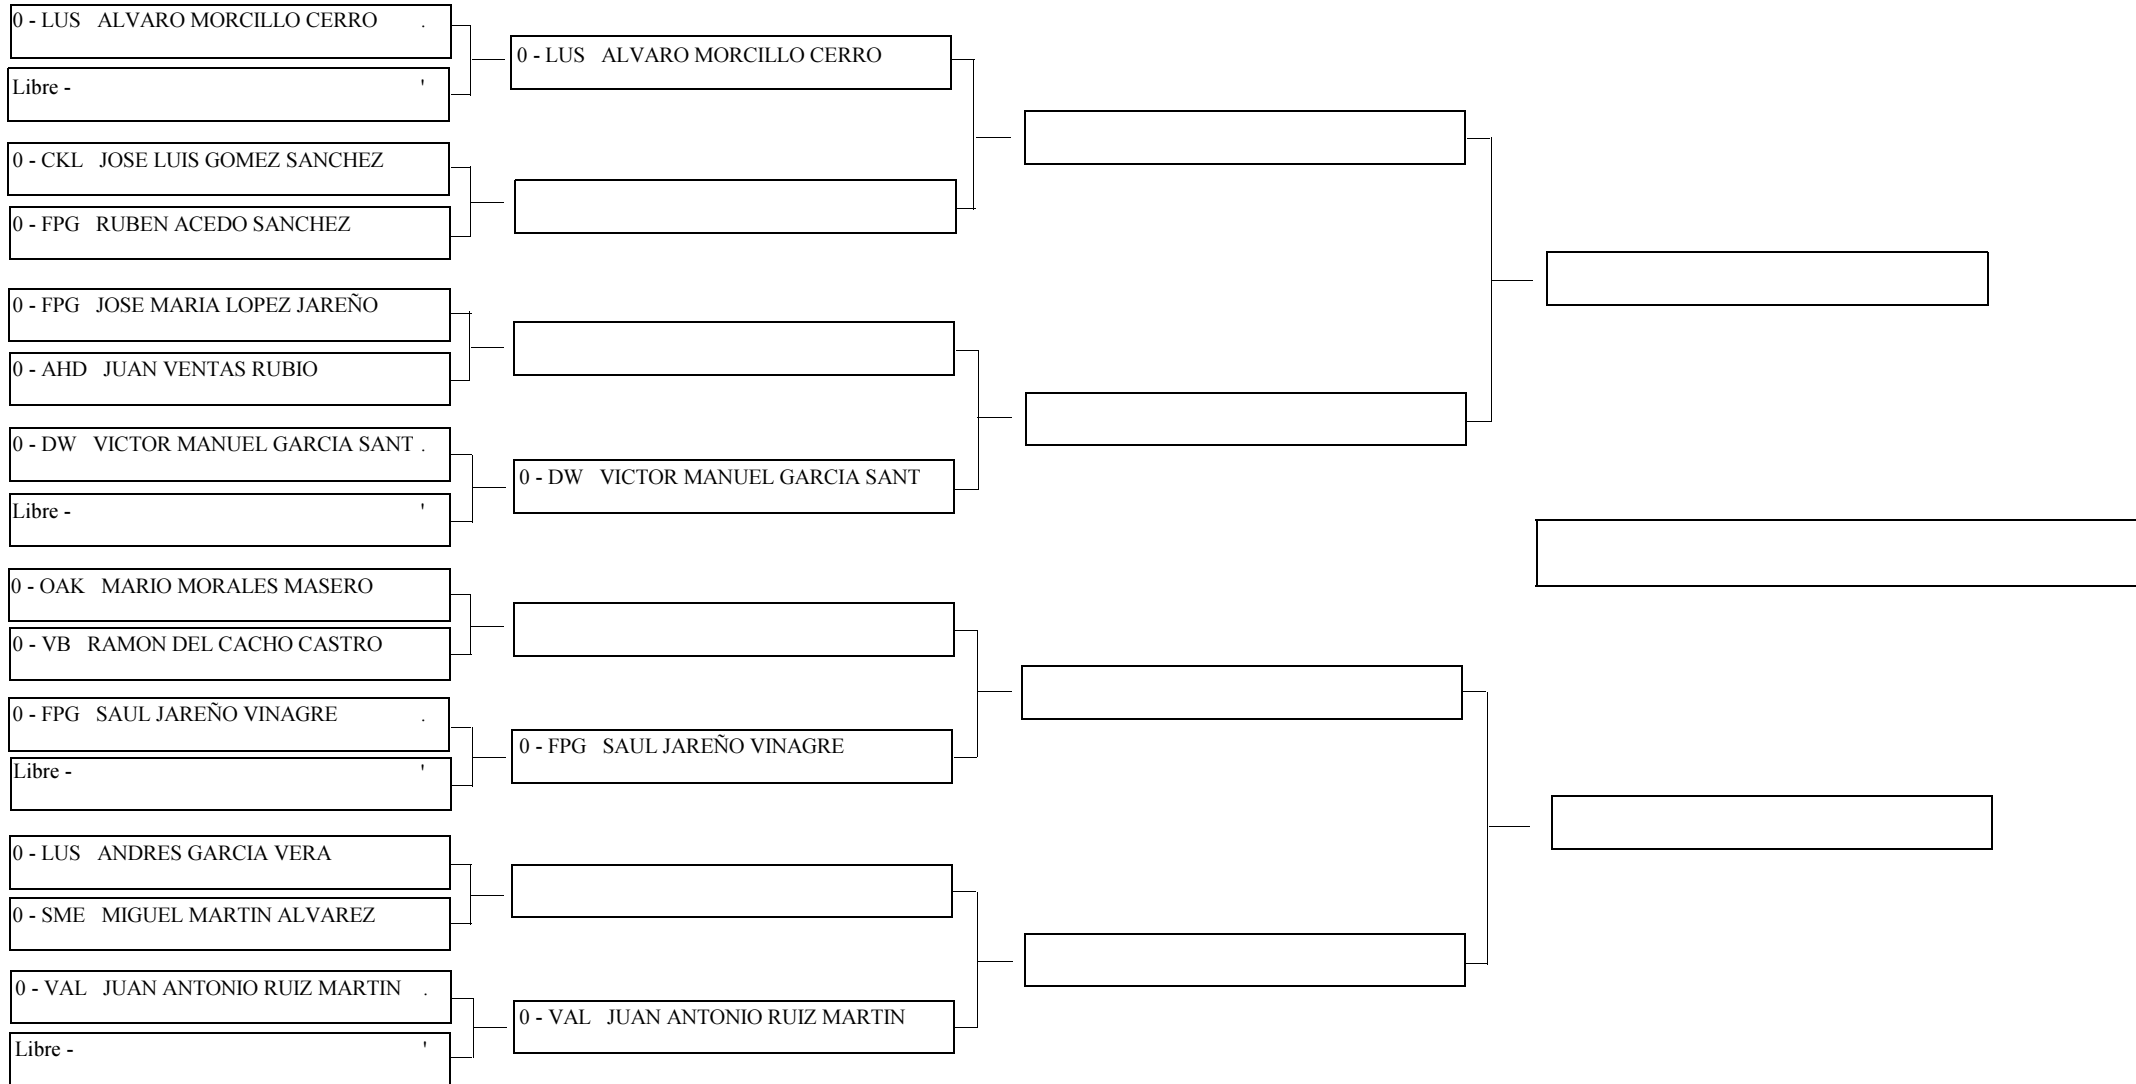 0 - LUS ALVARO MORCILLO CERRO .
Libre - '
0 - CKL JOSE LUIS GOMEZ SANCHEZ
0 - FPG RUBEN ACEDO SANCHEZ
0 - FPG JOSE MARIA LOPEZ JAREÑO
0 - AHD JUAN VENTAS RUBIO
0 - DW VICTOR MANUEL GARCIA SANT .
Libre - '
0 - OAK MARIO MORALES MASERO
0 - VB RAMON DEL CACHO CASTRO
0 - FPG SAUL JAREÑO VINAGRE .
Libre - '
0 - LUS ANDRES GARCIA VERA
0 - SME MIGUEL MARTIN ALVAREZ
0 - VAL JUAN ANTONIO RUIZ MARTIN .
Libre - '
0 - LUS ALVARO MORCILLO CERRO
0 - DW VICTOR MANUEL GARCIA SANT
0 - FPG SAUL JAREÑO VINAGRE
0 - VAL JUAN ANTONIO RUIZ MARTIN